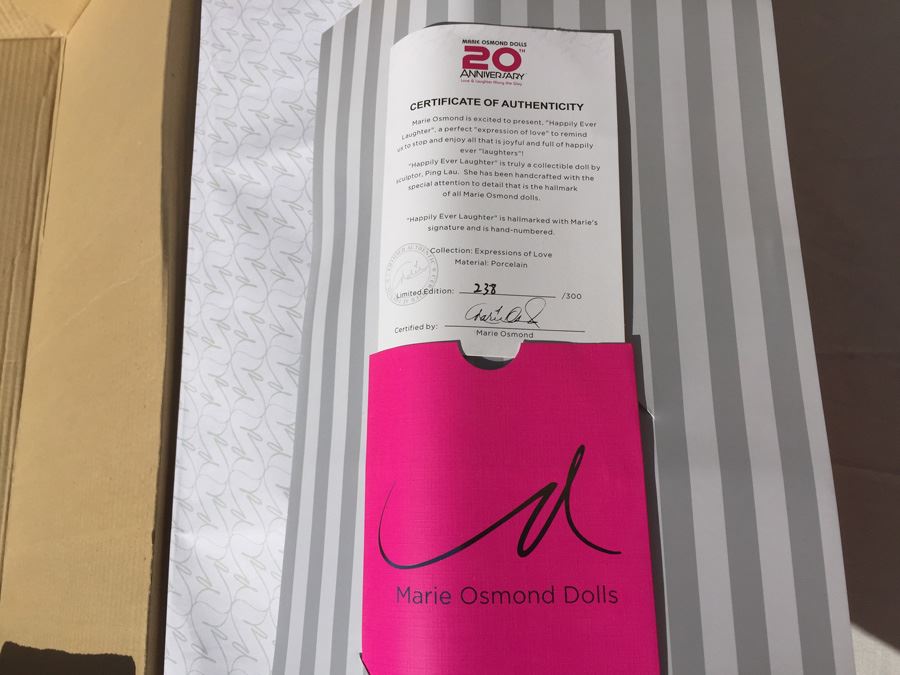 MARIE OSMOND DOLLS
20TH
ANNIVERSARY
Love & Laughter Along the Way
CERTIFICATE OF AUTHENTICITY
Marie Osmond is excited to present, "Happily Ever
Laughter", a perfect "expression of love" to remind
us to stop and enjoy all that is joyful and full of happily
ever "laughters"!
"Happily Ever Laughter" is truly a collectible doll by
sculptor, Ping Lau. She has been handcrafted with the
special attention to detail that is the hallmark
of all Marie Osmond dolls.
"Happily Ever Laughter" is hallmarked with Marie's
signature and is hand-numbered.
Collection: Expressions of Love
Material: Porcelain
Limited Edition: 238 /300
Certified by:
Marie Osmond
Marie Osmond Dolls